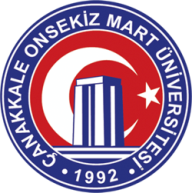 ÇANAKKALE ONSEKİZ MART ÜNİVERSİTESİ
• 1992 •